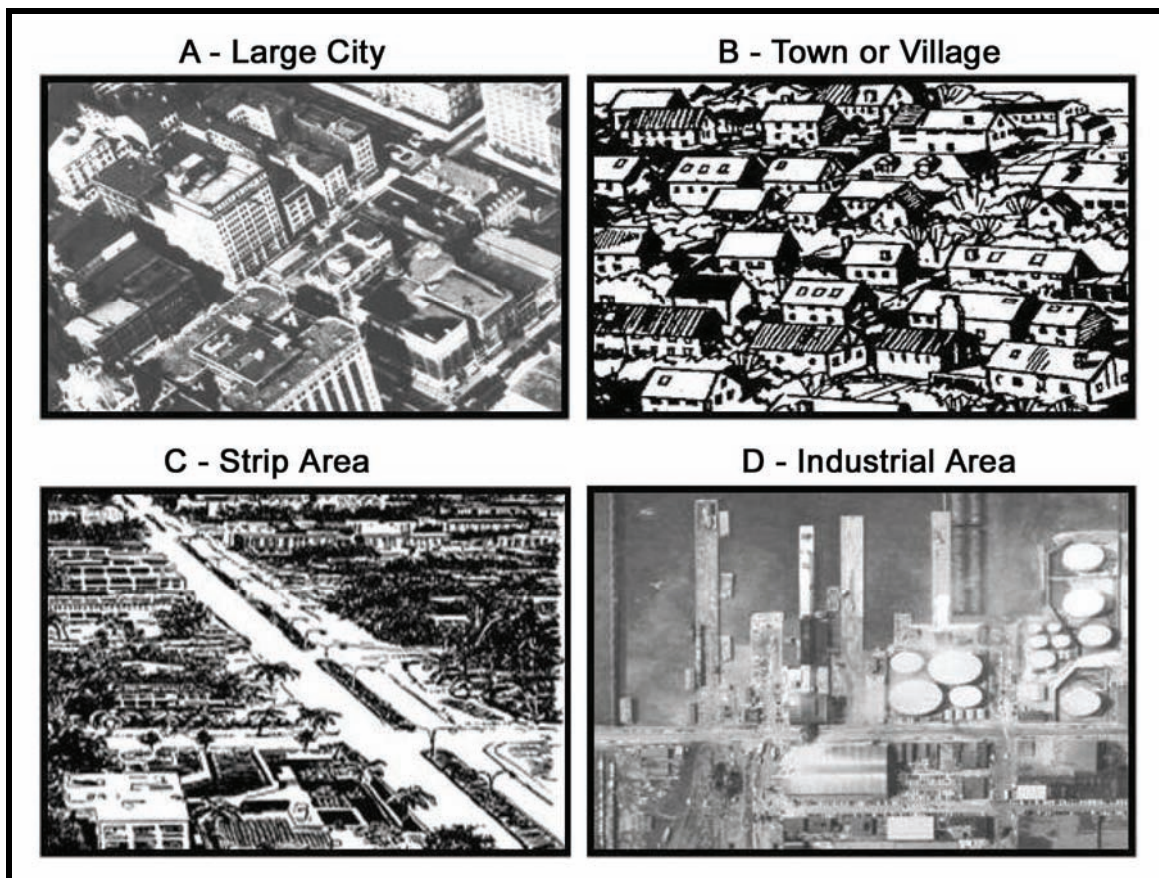 A - Large City
B - Town or Village
C - Strip Area
D - Industrial Area